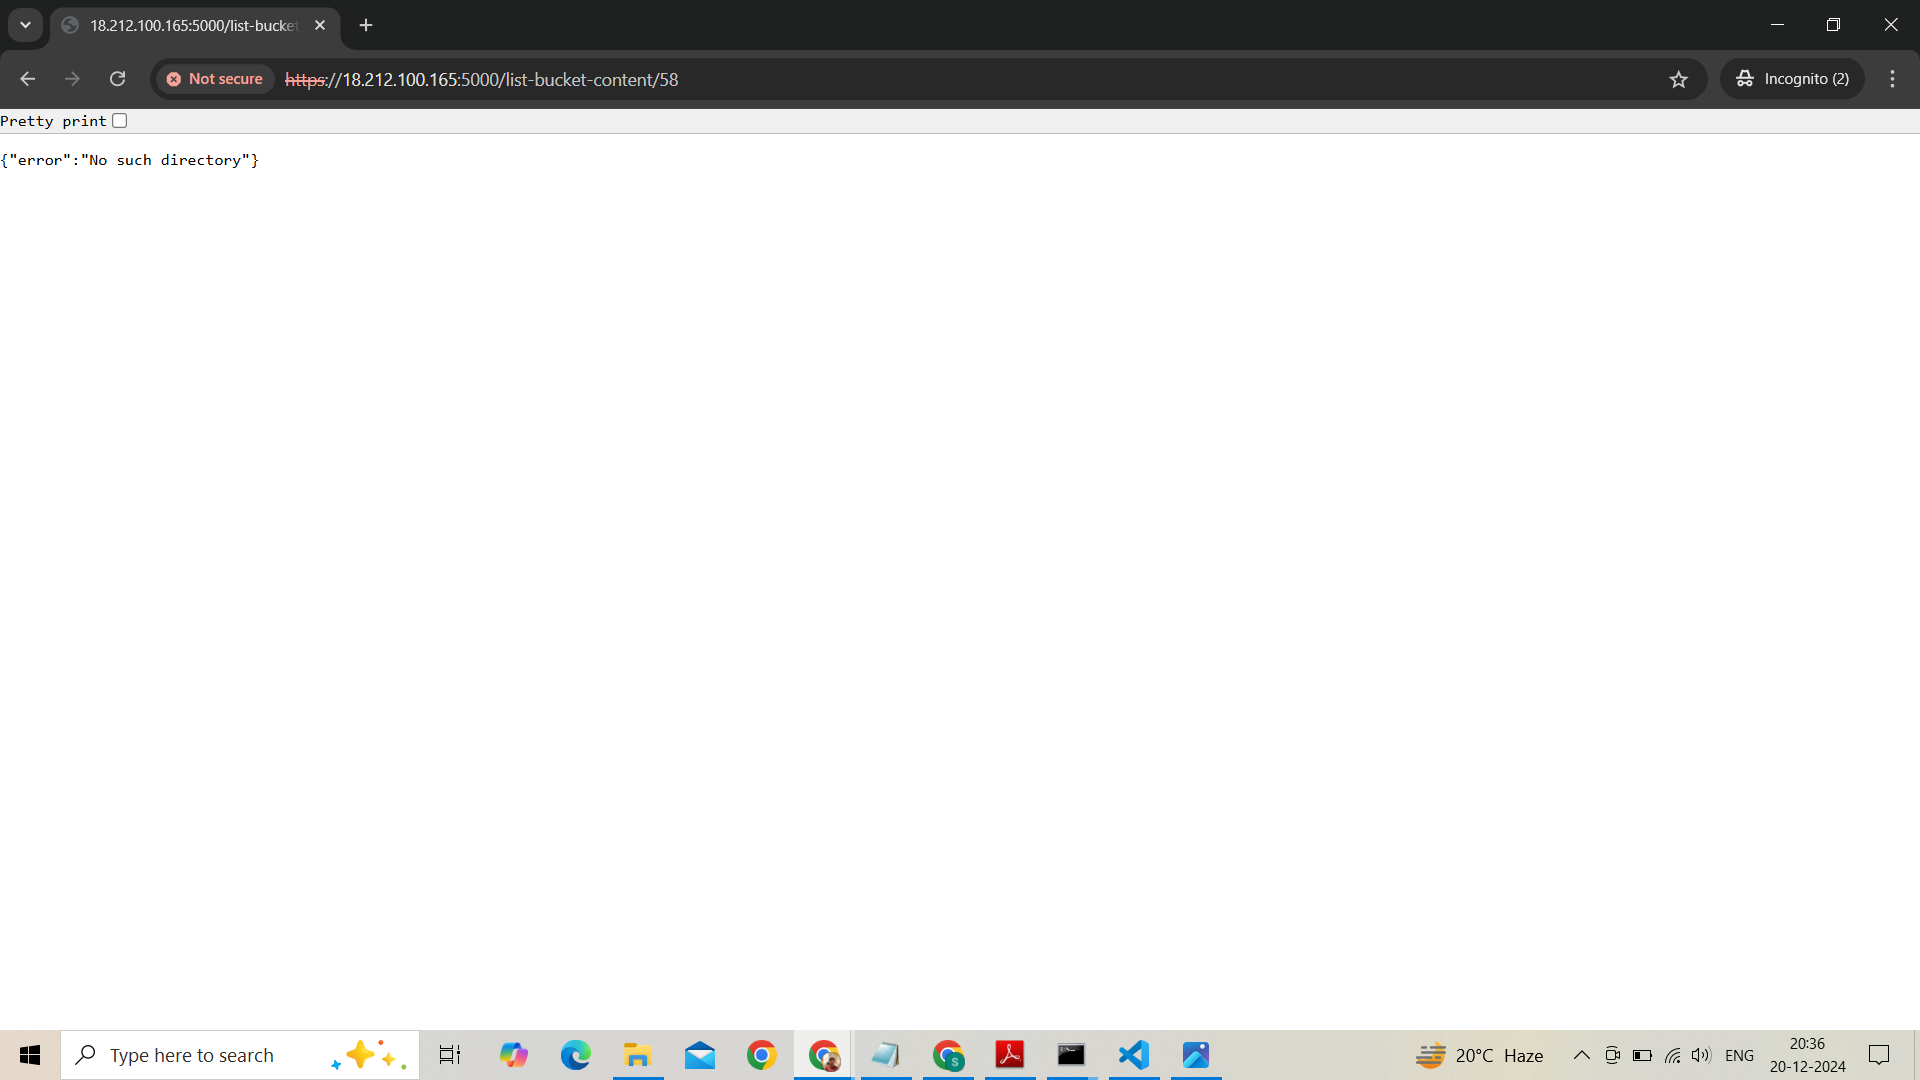 18.212.100.165:5000/list-bucket
Not secure
https://18.212.100.165:5000/list-bucket-content/58
Incognito (2)
Pretty print
{"error":"No such directory"}
Type here to search
S
20°C Haze
ENG
20:36
20-12-2024